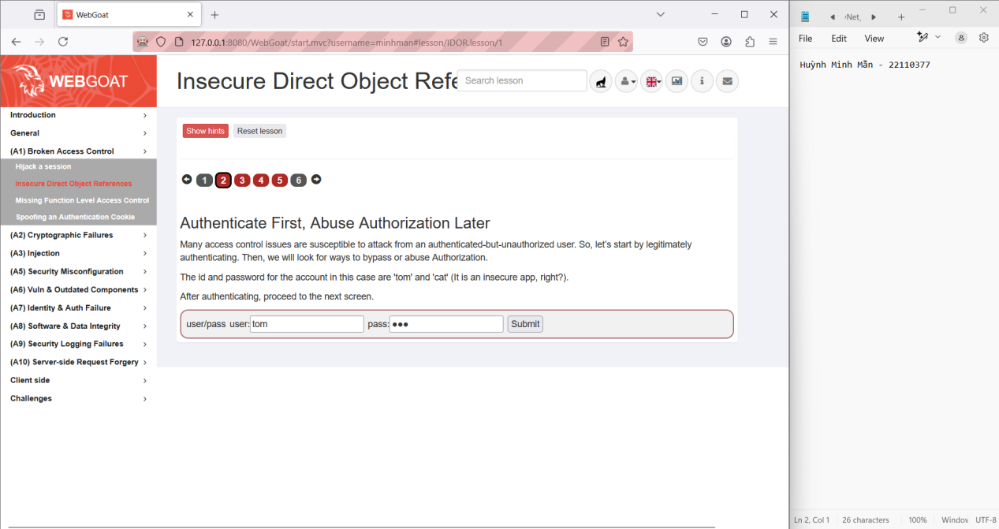 WebGoat
127.0.0.1:8080/WebGoat/start.mvc?username=minhman#lesson/IDOR.lesson/1
WEBGOAT
Insecure Direct Object Refe
Search lesson
Introduction
General
(A1) Broken Access Control
Hijack a session
Insecure Direct Object References
Missing Function Level Access Control
Spoofing an Authentication Cookie
(A2) Cryptographic Failures
(A3) Injection
(A5) Security Misconfiguration
(A6) Vuln & Outdated Components
(A7) Identity & Auth Failure
(A8) Software & Data Integrity
(A9) Security Logging Failures
(A10) Server-side Request Forgery
Client side
Challenges
Show hints Reset lesson
1 2 3 4 5 6
Authenticate First, Abuse Authorization Later
Many access control issues are susceptible to attack from an authenticated-but-unauthorized user. So, let's start by legitimately
authenticating. Then, we will look for ways to bypass or abuse Authorization.
The id and password for the account in this case are 'tom' and 'cat' (It is an insecure app, right?).
After authenticating, proceed to the next screen.
user/pass user: tom pass: ●●● Submit
Net
File Edit View
Huỳnh Minh Mẫn - 22110377
Ln 2, Col 1 26 characters 100% Window UTF-8